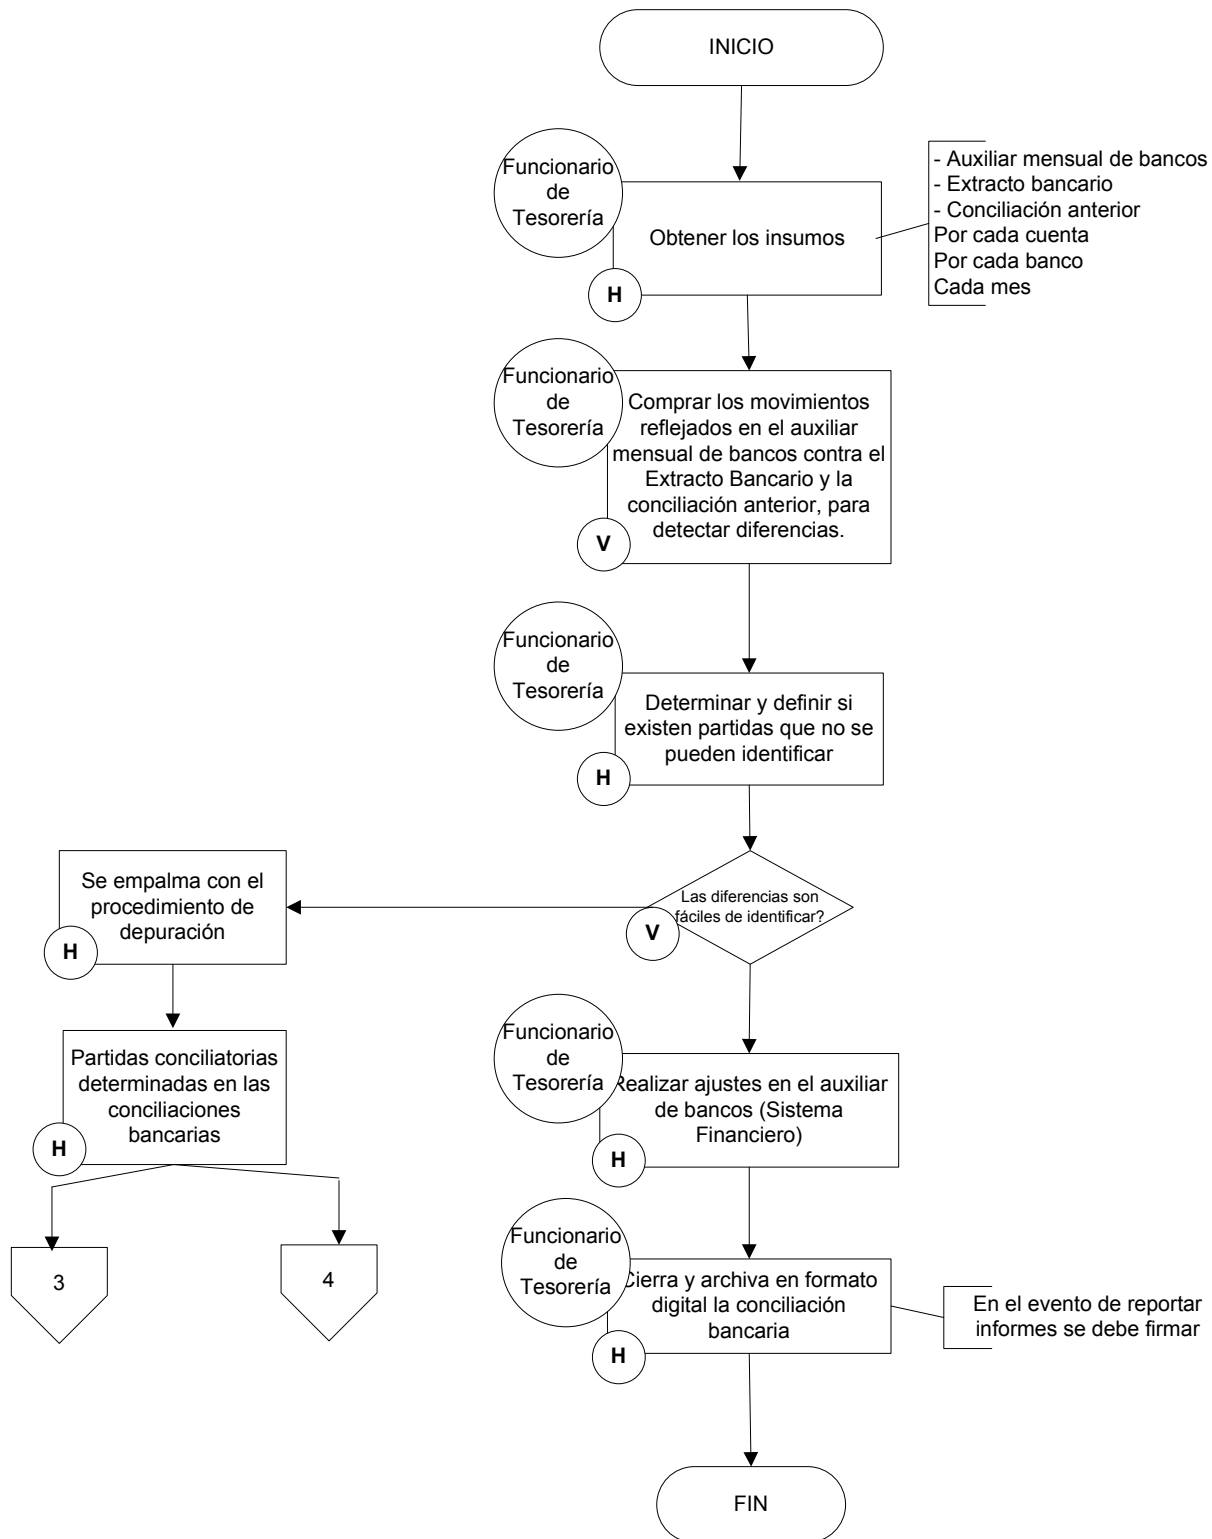 INICIO
Funcionario
de
Tesorería
Obtener los insumos
H
- Auxiliar mensual de bancos
- Extracto bancario
- Conciliación anterior
Por cada cuenta
Por cada banco
Cada mes
Funcionario
de
Tesorería
Comprar los movimientos
reflejados en el auxiliar
mensual de bancos contra el
Extracto Bancario y la
conciliación anterior, para
detectar diferencias.
V
Funcionario
de
Tesorería
Determinar y definir si
existen partidas que no se
pueden identificar
H
Las diferencias son
fáciles de identificar?
V
Se empalma con el
procedimiento de
depuración
H
Partidas conciliatorias
determinadas en las
conciliaciones
bancarias
H
3
4
Funcionario
de
Tesorería
Realizar ajustes en el auxiliar
de bancos (Sistema
Financiero)
H
Funcionario
de
Tesorería
Cierra y archiva en formato
digital la conciliación
bancaria
H
En el evento de reportar
informes se debe firmar
FIN